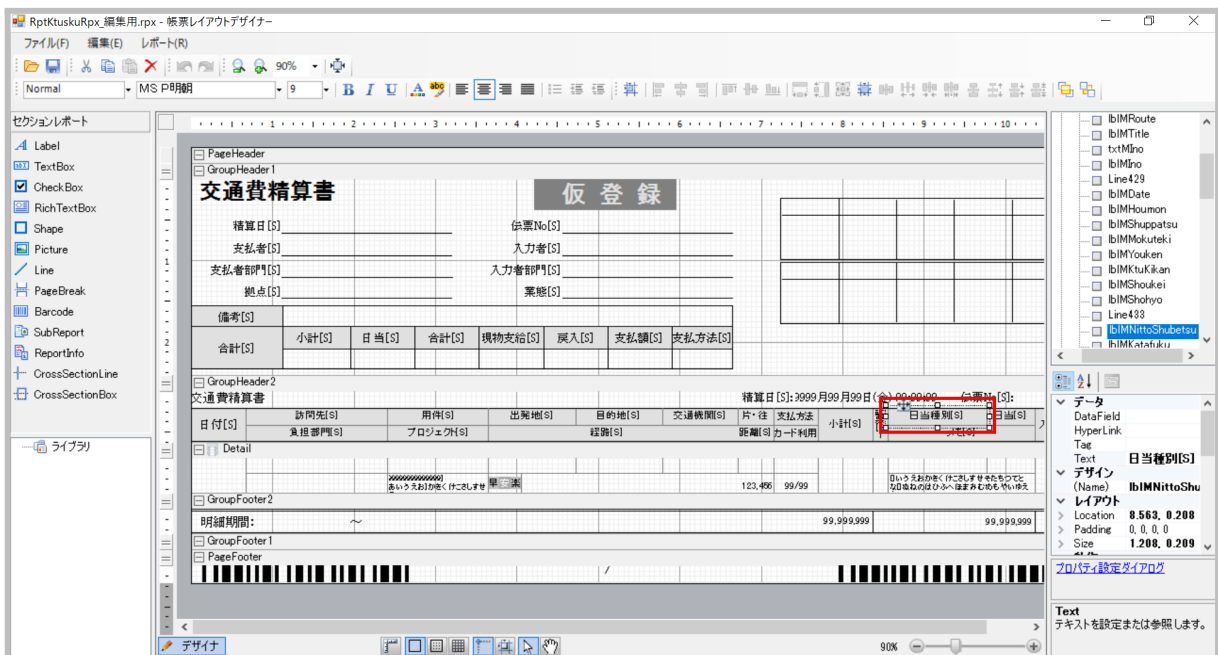 RptKtuskuRpx_編集用.rpx - 帳票レイアウトデザイナー
ファイル(F) 編集(E) レポート(R)
90%
Normal MS P明朝 9 B I U A abc
セクションレポート
Label
TextBox
CheckBox
RichTextBox
Shape
Picture
Line
PageBreak
Barcode
SubReport
ReportInfo
CrossSectionLine
CrossSectionBox
ライブラリ
1 2 3 4 5 6 7 8 9 10
PageHeader
GroupHeader1
交通費精算書 仮登録
精算日[S] 伝票No[S]
支払者[S] 入力者[S]
支払者部門[S] 入力者部門[S]
拠点[S] 業態[S]
備考[S]
合計[S] 小計[S] 日当[S] 合計[S] 現物支給[S] 戻入[S] 支払額[S] 支払方法[S]
GroupHeader2
交通費精算書 精算日[S]:9999月99月99日(金) 99:99:99 伝票No[S]:
日付[S] 訪問先[S] 用件[S] 出発地[S] 目的地[S] 交通機関[S] 片・往 支払方法 小計[S] 日当種別[S] 日当[S]
負担部門[S] プロジェクト[S] 経路[S] 距離[S] カード利用
Detail
123,456 99/99
GroupFooter2
明細期間: ～ 99,999,999 99,999,999
GroupFooter1
PageFooter
/
デザイナ
90%
lblMRoute
lblMTitle
txtMIno
lblMIno
Line429
lblMDate
lblMHoumon
lblMShuppatsu
lblMMokuteki
lblMYouken
lblMKtuKikan
lblMShoukei
lblMShohyo
Line433
lblMNittoShubetsu
lblMKatafuku
データ
DataField
HyperLink
Tag
Text 日当種別[S]
デザイン
(Name) lblMNittoShu
レイアウト
Location 8.563, 0.208
Padding 0, 0, 0, 0
Size 1.208, 0.209
プロパティ設定ダイアログ
Text
テキストを設定または参照します。